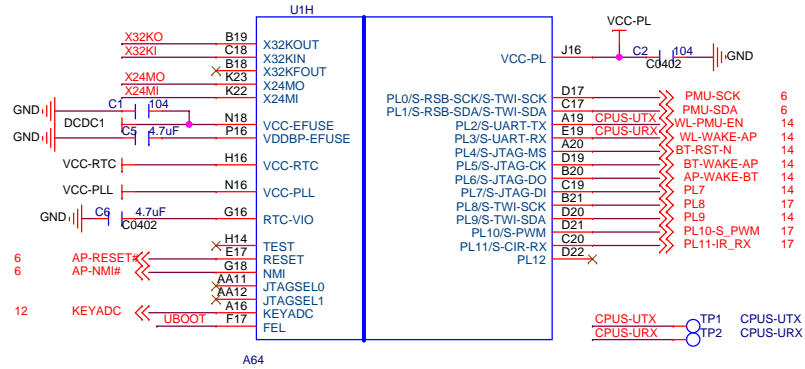 U1H
VCC-PL
X32KO B19 X32KOUT
X32KI C18 X32KIN
B18 X32KFOUT
X24MO K23 X24MO
X24MI K22 X24MI
VCC-PL J16 C2 104 GND
C0402
GND C1 104
DCDC1 N18 VCC-EFUSE
GND C5 4.7uF P16 VDDBP-EFUSE
VCC-RTC H16 VCC-RTC
VCC-PLL N16 VCC-PLL
GND C6 4.7uF G16 RTC-VIO
C0402
H14 TEST
6 AP-RESET# E17 RESET
6 AP-NMI# G18 NMI
AA11 JTAGSEL0
AA12 JTAGSEL1
12 KEYADC A16 KEYADC
UBOOT F17 FEL
PL0/S-RSB-SCK/S-TWI-SCK D17 PMU-SCK 6
PL1/S-RSB-SDA/S-TWI-SDA C17 PMU-SDA 6
PL2/S-UART-TX A19 CPUS-UTX WL-PMU-EN 14
PL3/S-UART-RX E19 CPUS-URX WL-WAKE-AP 14
PL4/S-JTAG-MS A20 BT-RST-N 14
PL5/S-JTAG-CK D19 BT-WAKE-AP 14
PL6/S-JTAG-DO B20 AP-WAKE-BT 14
PL7/S-JTAG-DI C19 PL7 14
PL8/S-TWI-SCK B21 PL8 17
PL9/S-TWI-SDA D20 PL9 14
PL10/S-PWM D21 PL10-S_PWM 17
PL11/S-CIR-RX C20 PL11-IR_RX 17
PL12 D22
CPUS-UTX TP1 CPUS-UTX
CPUS-URX TP2 CPUS-URX
A64